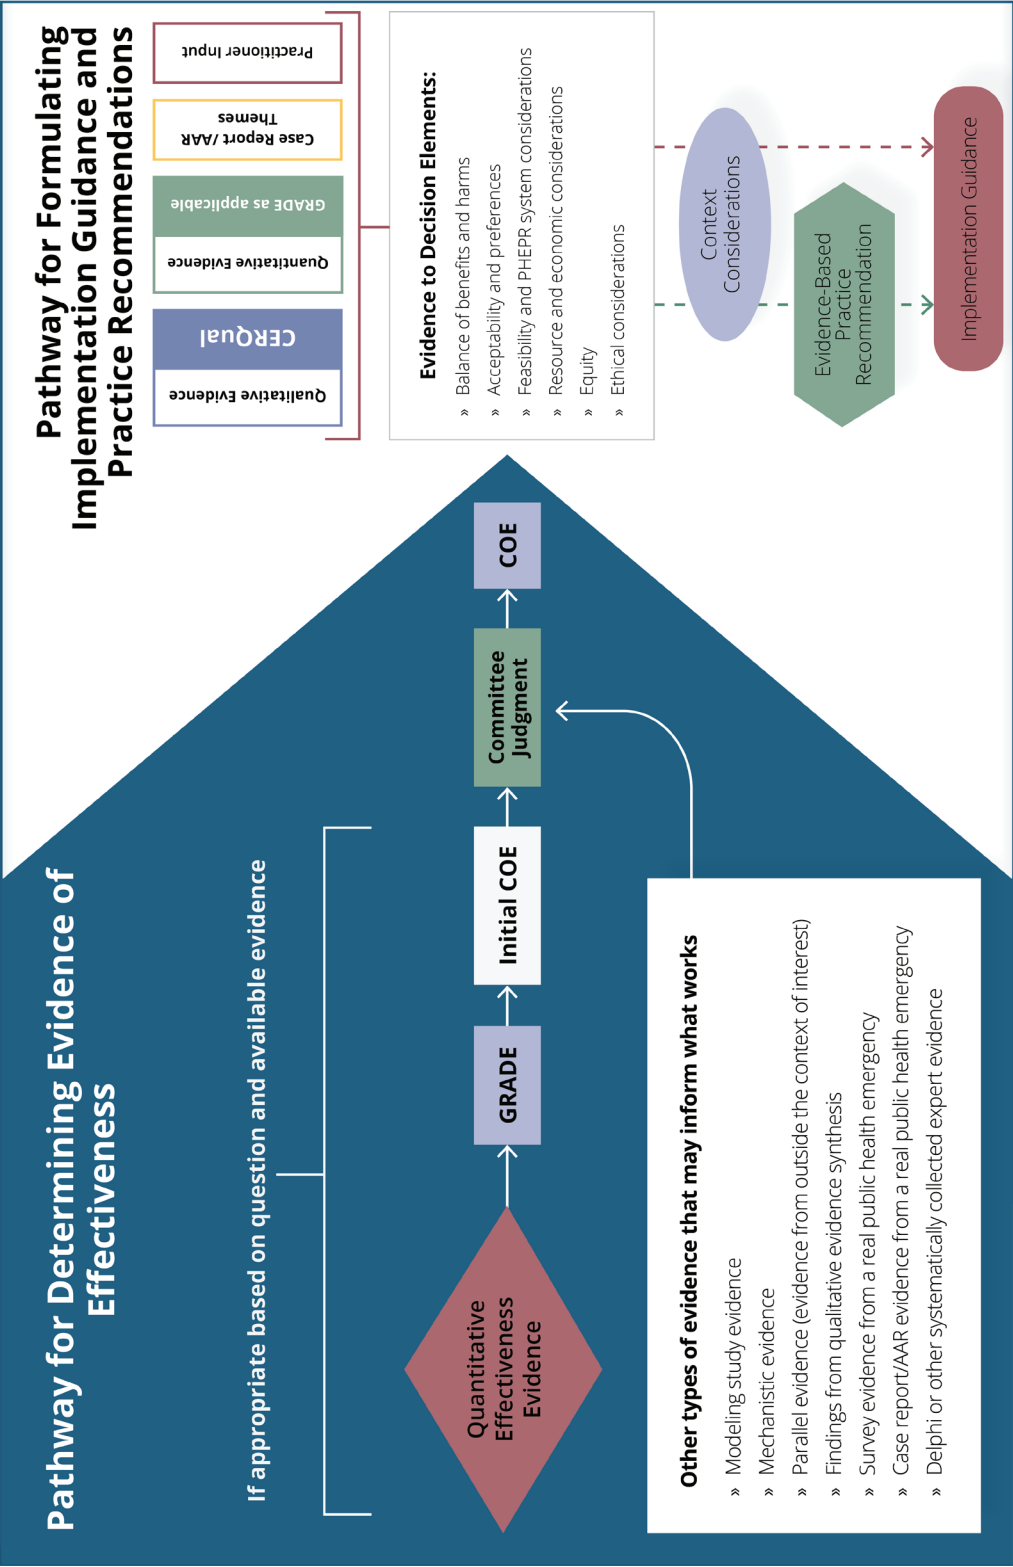 Pathway for Determining Evidence of
Effectiveness
If appropriate based on question and available evidence
Quantitative
Effectiveness
Evidence
GRADE
Initial COE
Committee
Judgment
COE
Other types of evidence that may inform what works
» Modeling study evidence
» Mechanistic evidence
» Parallel evidence (evidence from outside the context of interest)
» Findings from qualitative evidence synthesis
» Survey evidence from a real public health emergency
» Case report/AAR evidence from a real public health emergency
» Delphi or other systematically collected expert evidence
Pathway for Formulating
Implementation Guidance and
Practice Recommendations
Qualitative Evidence
CERQual
Quantitative Evidence
GRADE as applicable
Case Report /AAR
Themes
Practitioner Input
Evidence to Decision Elements:
» Balance of benefits and harms
» Acceptability and preferences
» Feasibility and PHEPR system considerations
» Resource and economic considerations
» Equity
» Ethical considerations
Context
Considerations
Evidence-Based
Practice
Recommendation
Implementation Guidance